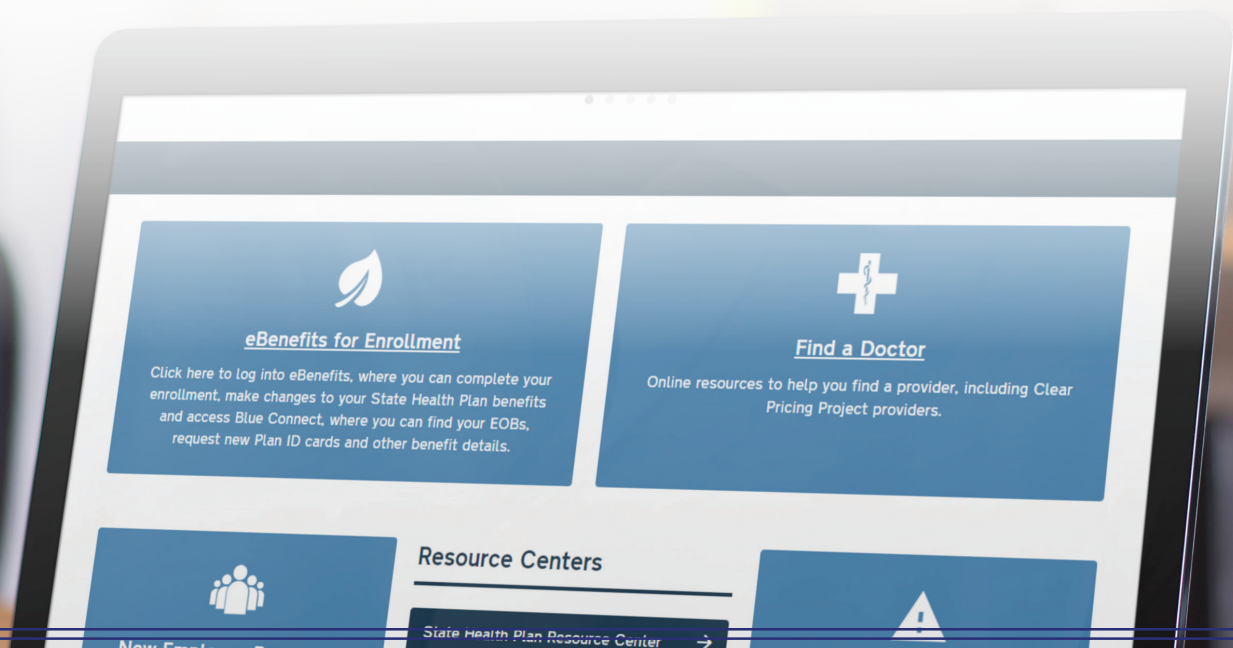 eBenefits for Enrollment
Click here to log into eBenefits, where you can complete your
enrollment, make changes to your State Health Plan benefits
and access Blue Connect, where you can find your EOBs,
request new Plan ID cards and other benefit details.
Find a Doctor
Online resources to help you find a provider, including Clear
Pricing Project providers.
Resource Centers
State Health Plan Resource Center
New